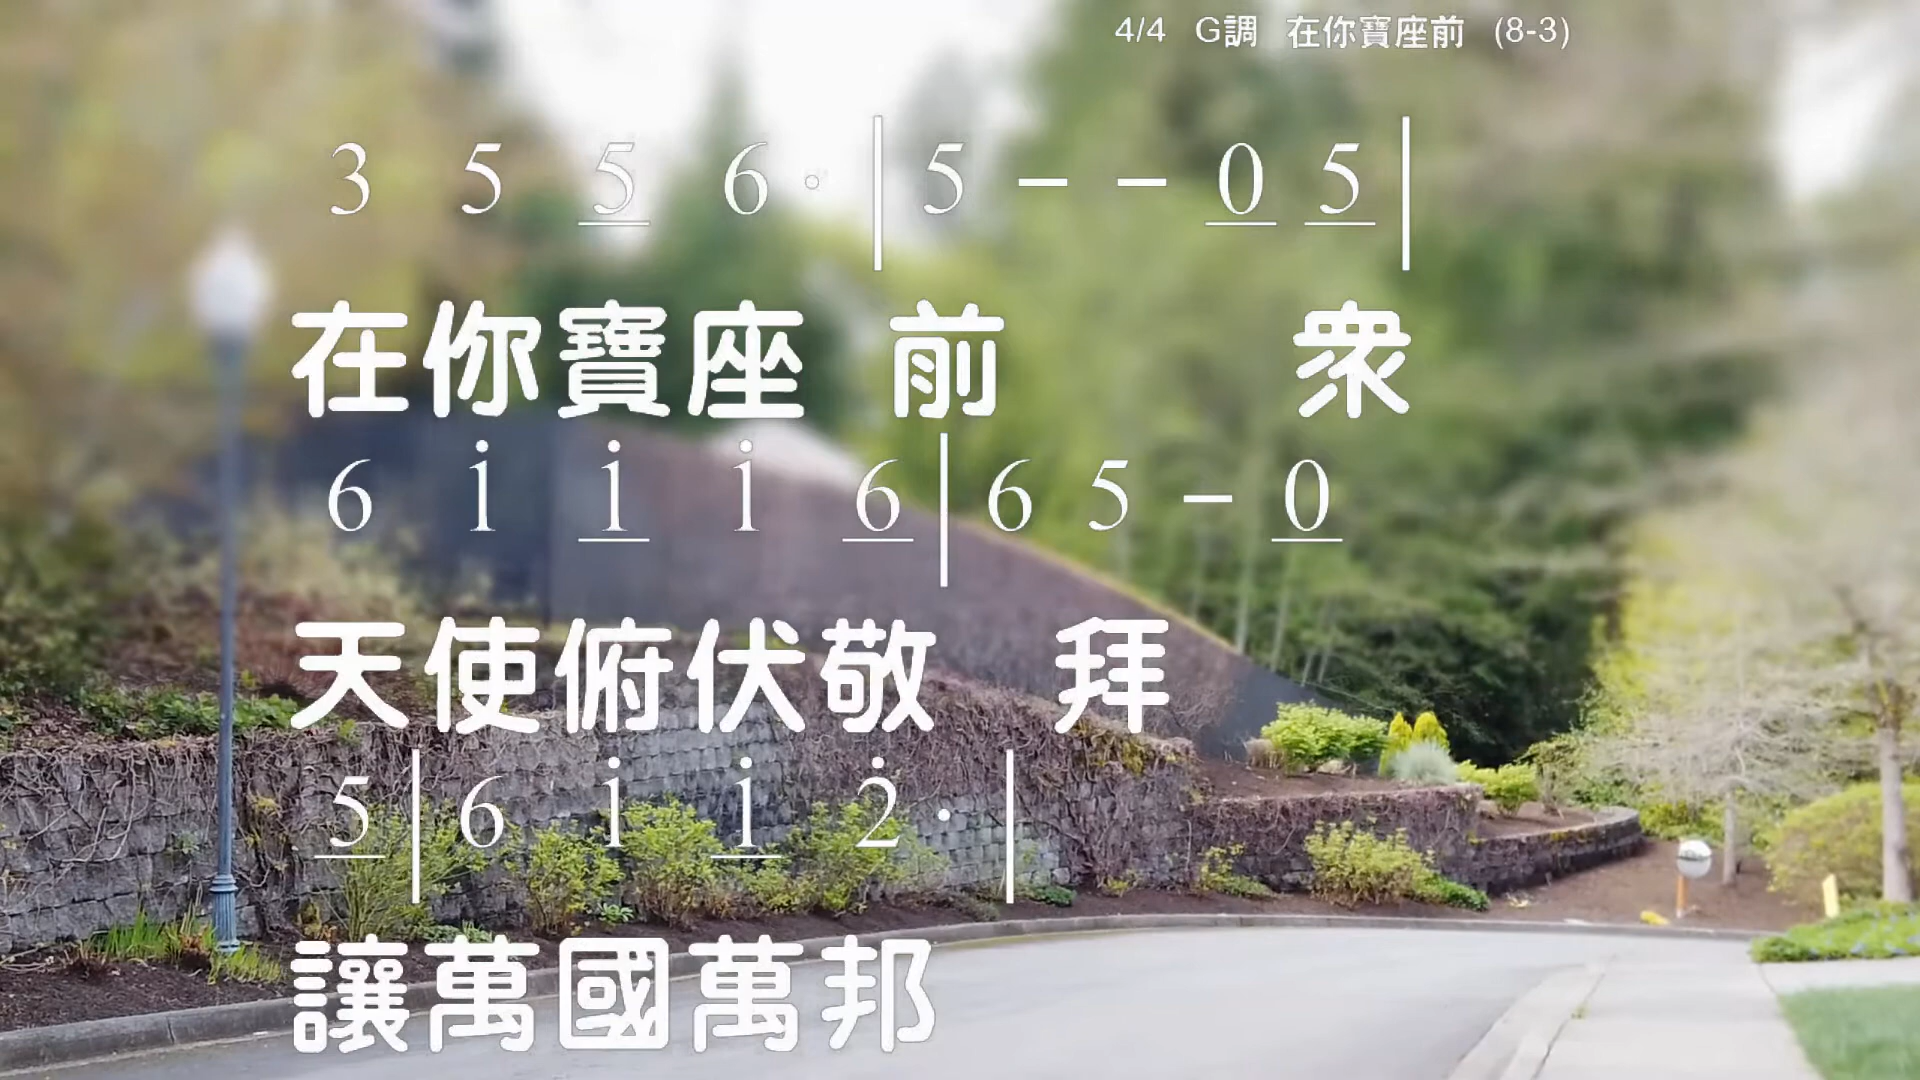 4/4 G調 在你寶座前 (8-3)
3 5 5 6· | 5 – – 0 5 |
在你寶座 前 眾
6 i i i 6 | 6 5 – 0
天使俯伏敬 拜
5 | 6 i i 2̇· |
讓萬國萬邦